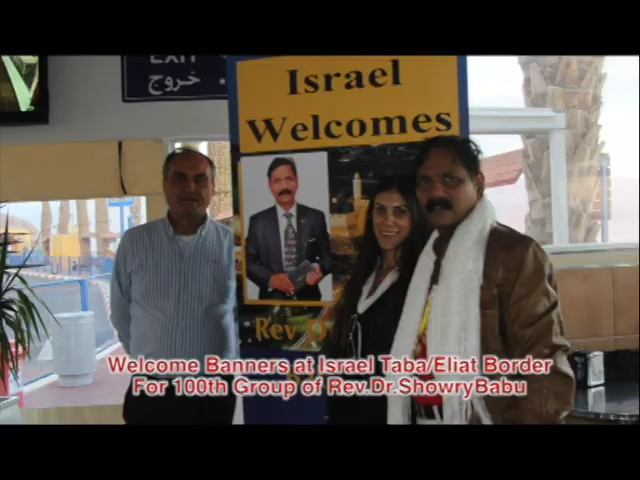 EXIT
خروج
Israel
Welcomes
Rev
Welcome Banners at Israel Taba/Eliat Border
For 100th Group of Rev.Dr.ShowryBabu